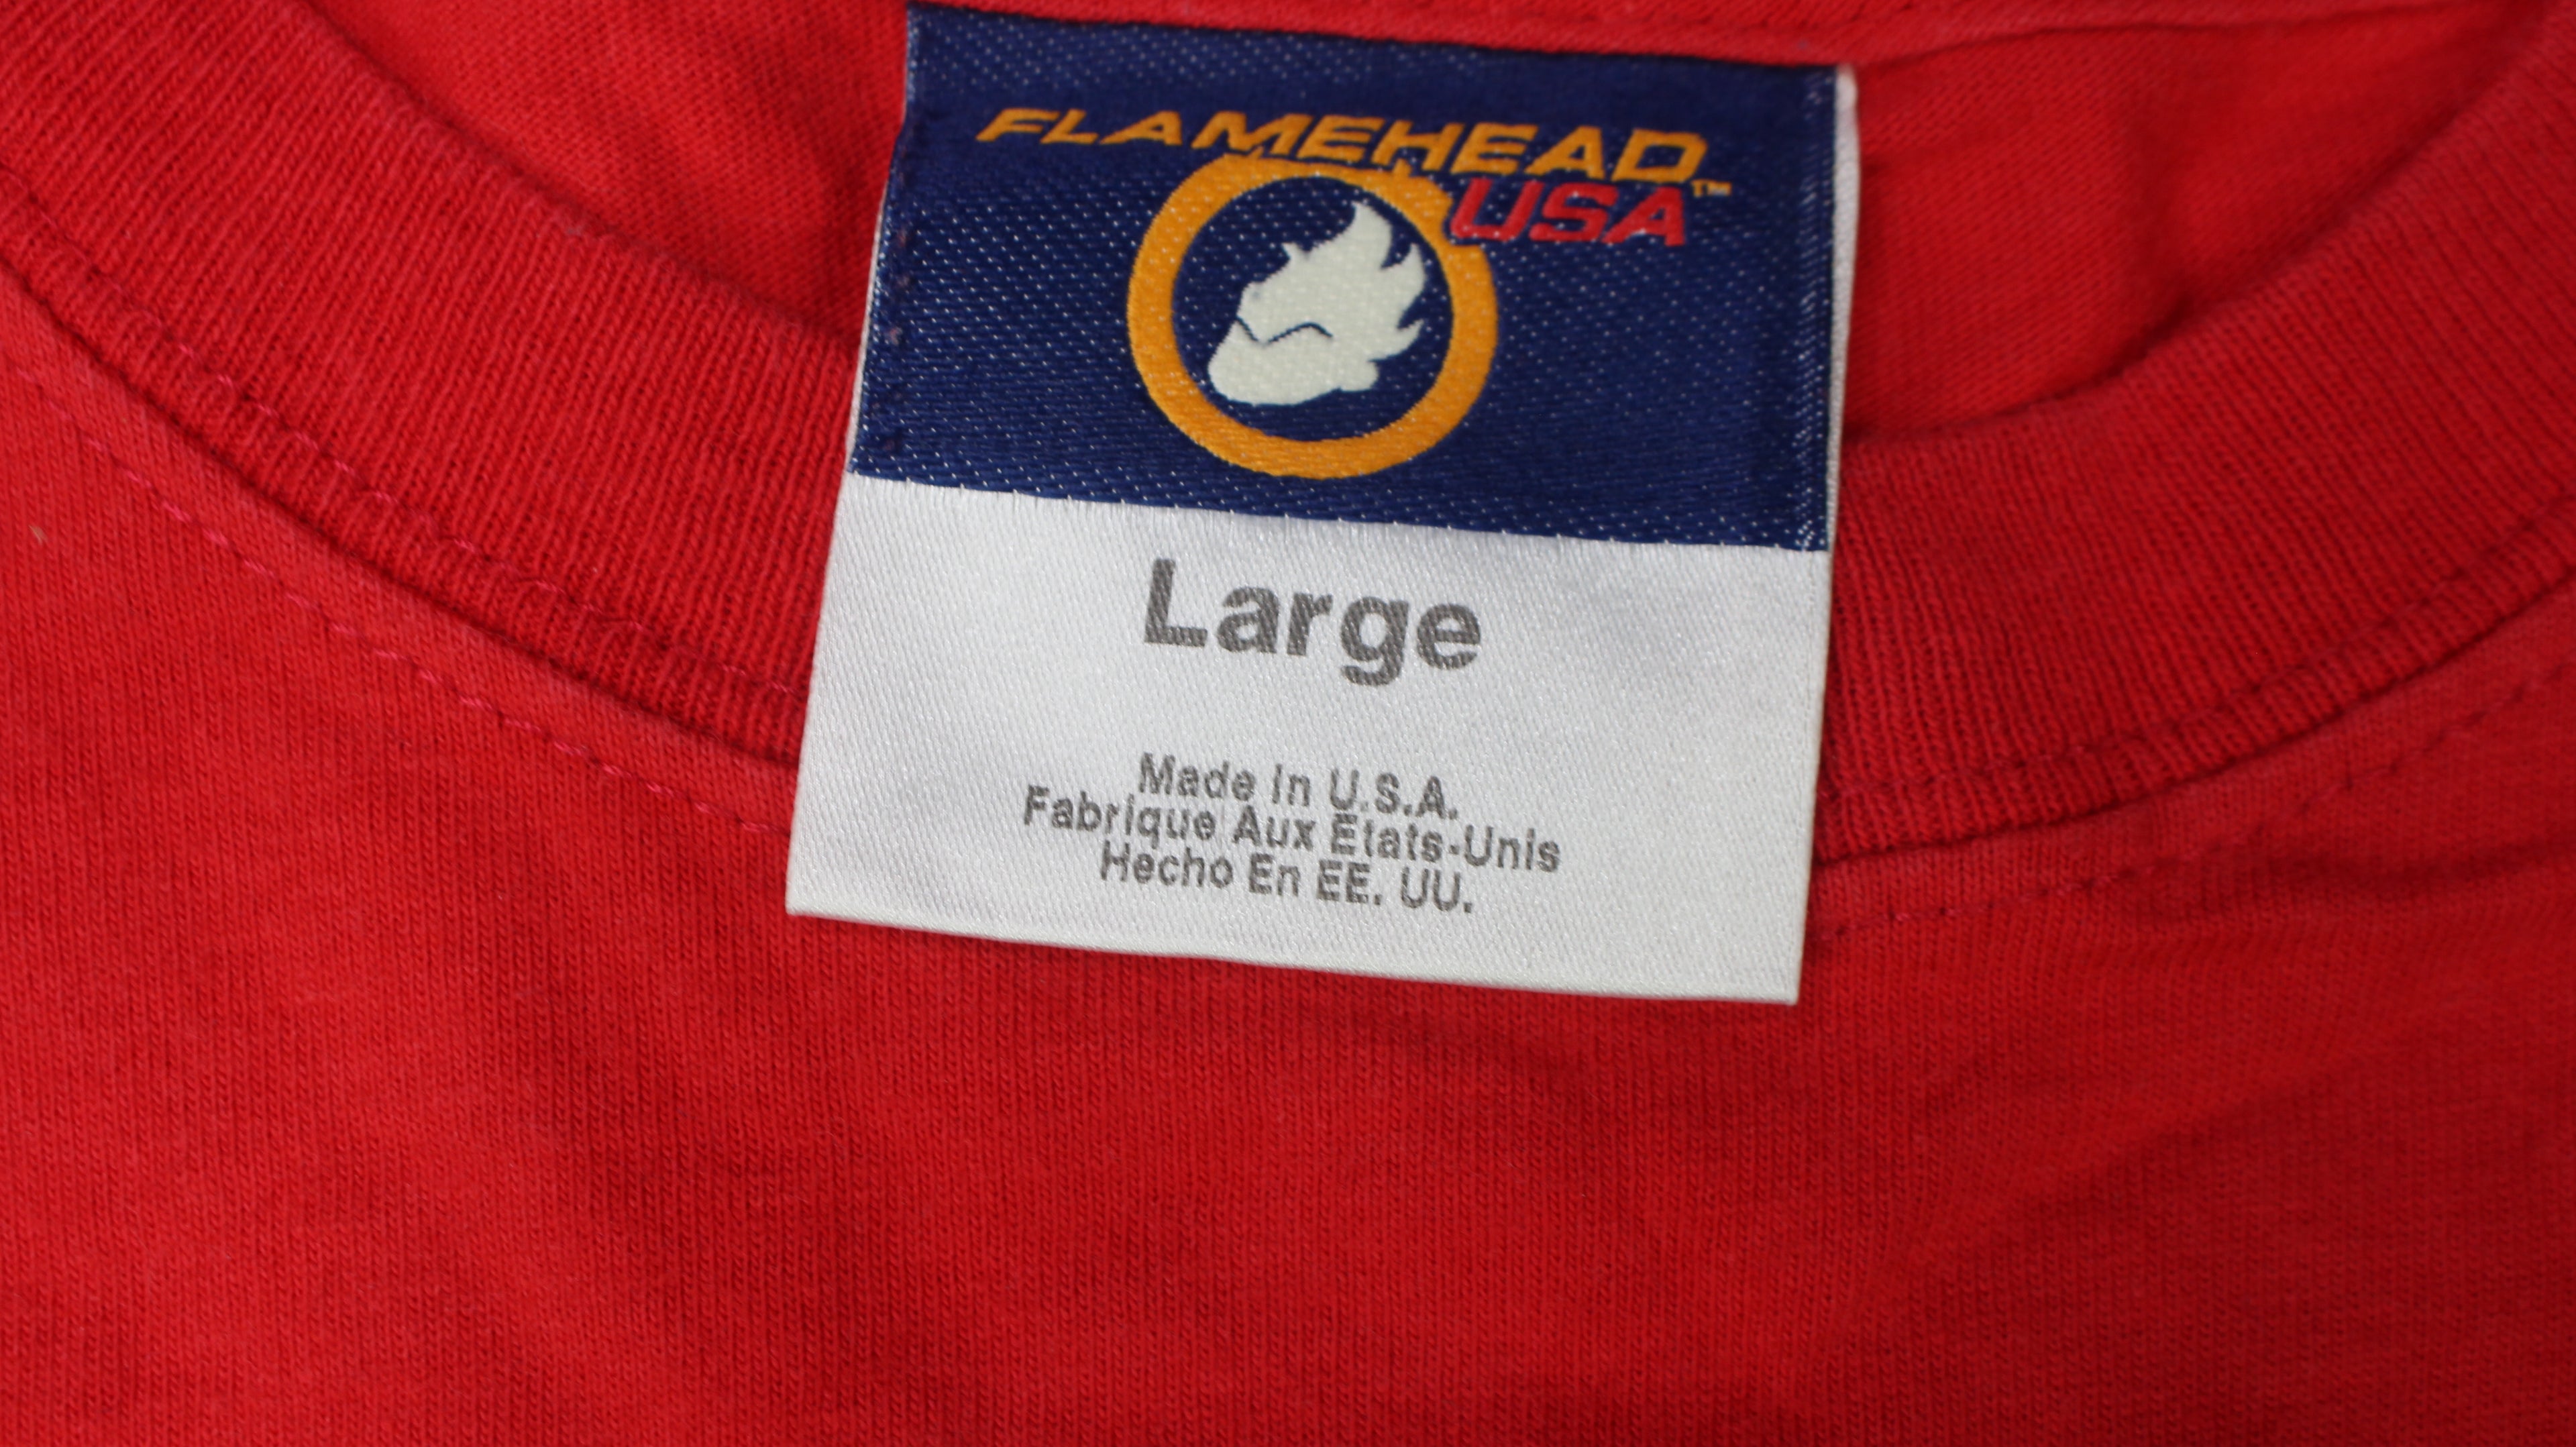 FLAMEHEAD
USA™
Large
Made In U.S.A.
Fabrique Aux Etats-Unis
Hecho En EE. UU.